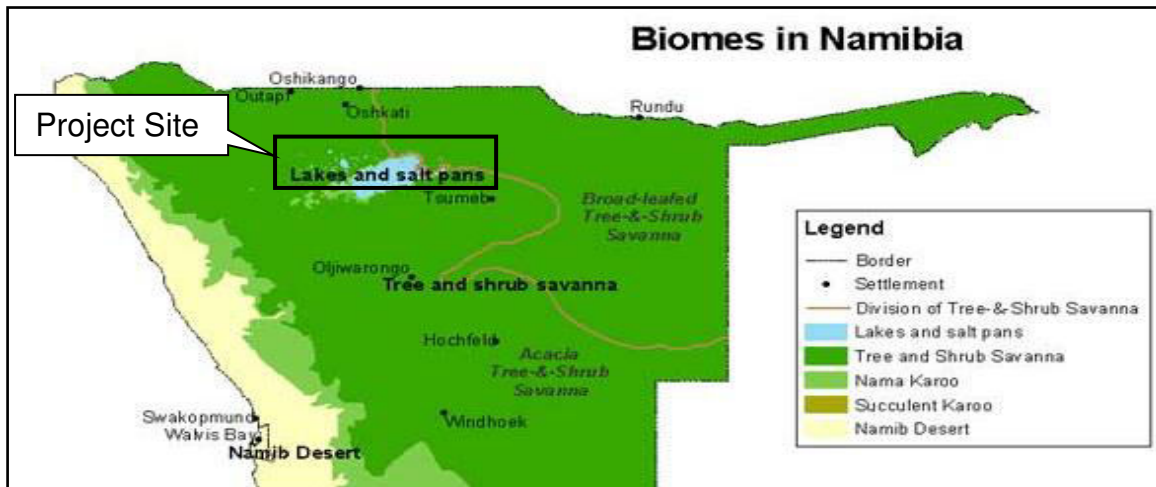 Biomes in Namibia
Oshikango
Outapi
Oshkati
Rundu
Project Site
Lakes and salt pans
Tsumeb
Broad-leafed
Tree-&-Shrub
Savanna
Otjiwarongo
Tree and shrub savanna
Hochfeld
Acacia
Tree-&-Shrub
Savanna
Swakopmund
Walvis Bay
Windhoek
Namib Desert
Legend
Border
Settlement
Division of Tree-&-Shrub Savanna
Lakes and salt pans
Tree and Shrub Savanna
Nama Karoo
Succulent Karoo
Namib Desert